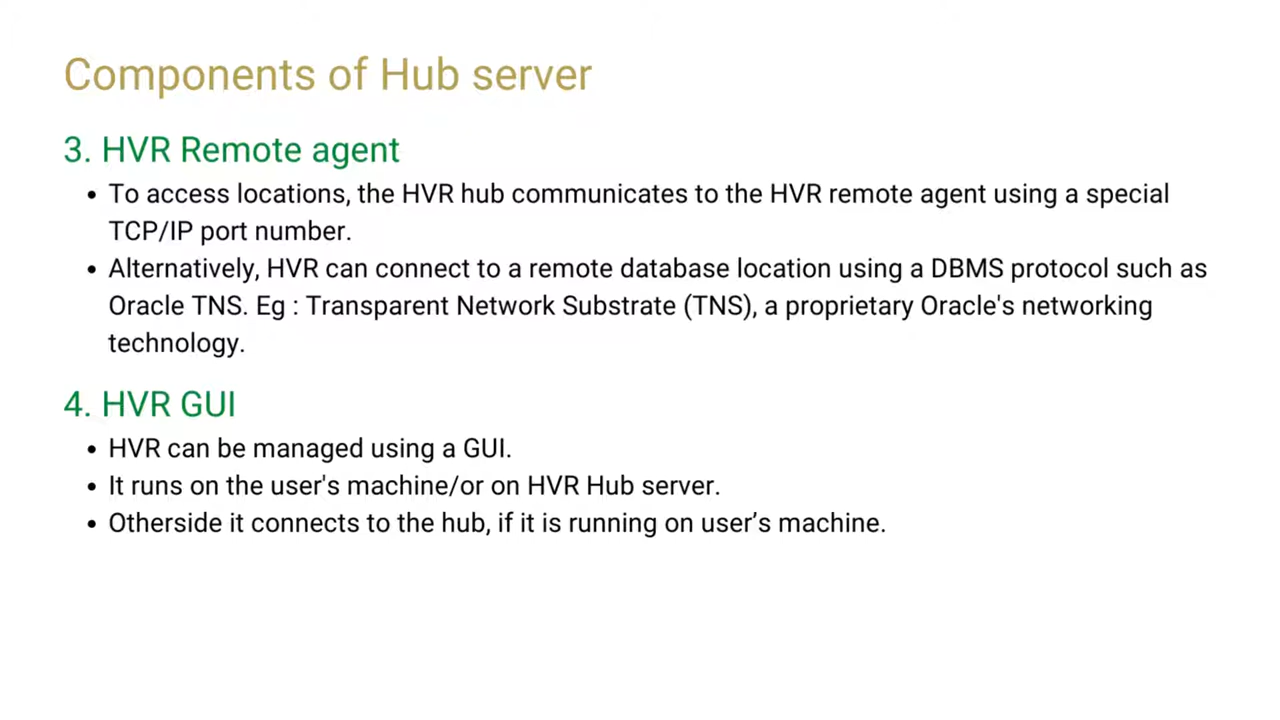 Components of Hub server
3. HVR Remote agent
• To access locations, the HVR hub communicates to the HVR remote agent using a special
TCP/IP port number.
• Alternatively, HVR can connect to a remote database location using a DBMS protocol such as
Oracle TNS. Eg : Transparent Network Substrate (TNS), a proprietary Oracle's networking
technology.
4. HVR GUI
• HVR can be managed using a GUI.
• It runs on the user's machine/or on HVR Hub server.
• Otherside it connects to the hub, if it is running on user’s machine.